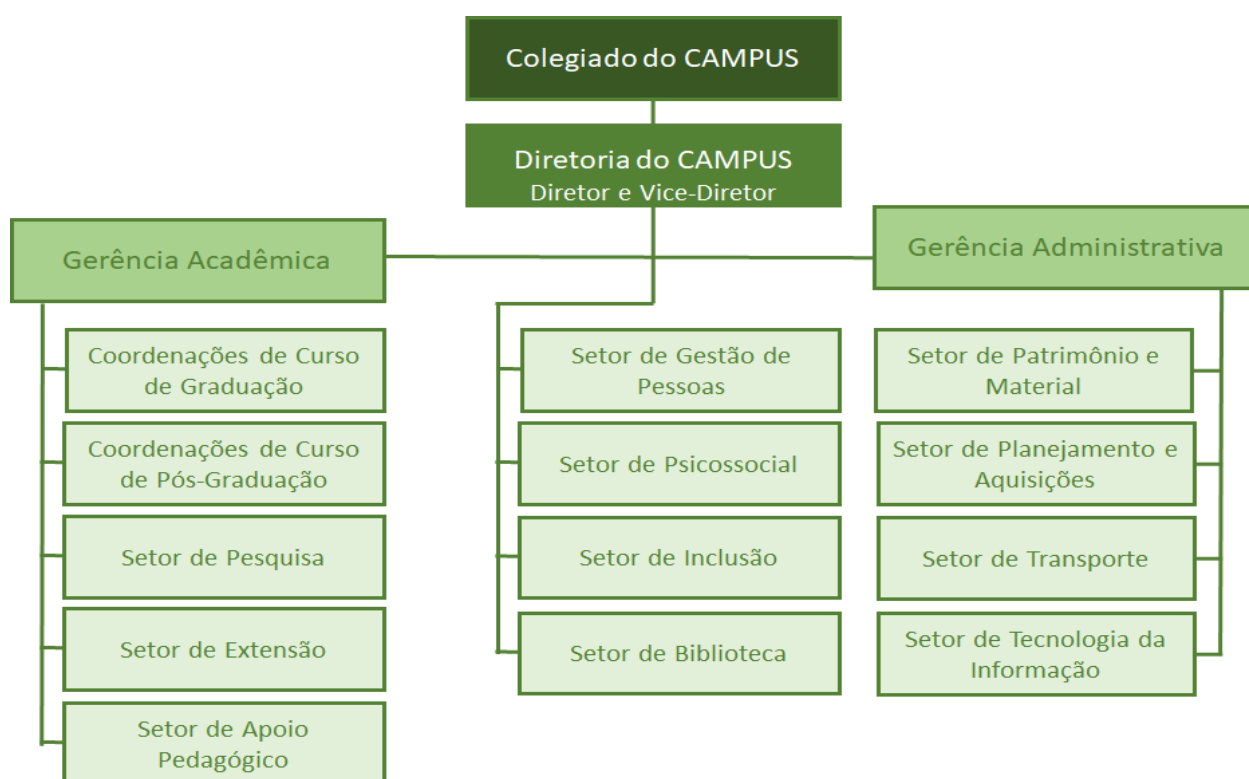 Colegiado do CAMPUS
Diretoria do CAMPUS
Diretor e Vice-Diretor
Gerência Acadêmica
Coordenações de Curso
de Graduação
Coordenações de Curso
de Pós-Graduação
Setor de Pesquisa
Setor de Extensão
Setor de Apoio
Pedagógico
Setor de Gestão de
Pessoas
Setor de Psicossocial
Setor de Inclusão
Setor de Biblioteca
Gerência Administrativa
Setor de Patrimônio e
Material
Setor de Planejamento e
Aquisições
Setor de Transporte
Setor de Tecnologia da
Informação